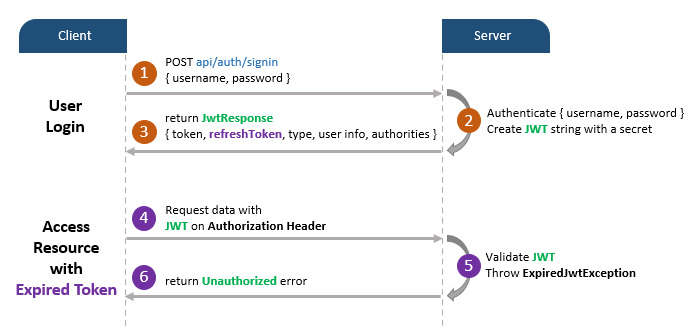 Client
Server
User
Login
1
POST api/auth/signin
{ username, password }
2
Authenticate { username, password }
Create JWT string with a secret
3
return JwtResponse
{ token, refreshToken, type, user info, authorities }
Access
Resource
with
Expired Token
4
Request data with
JWT on Authorization Header
5
Validate JWT
Throw ExpiredJwtException
6
return Unauthorized error